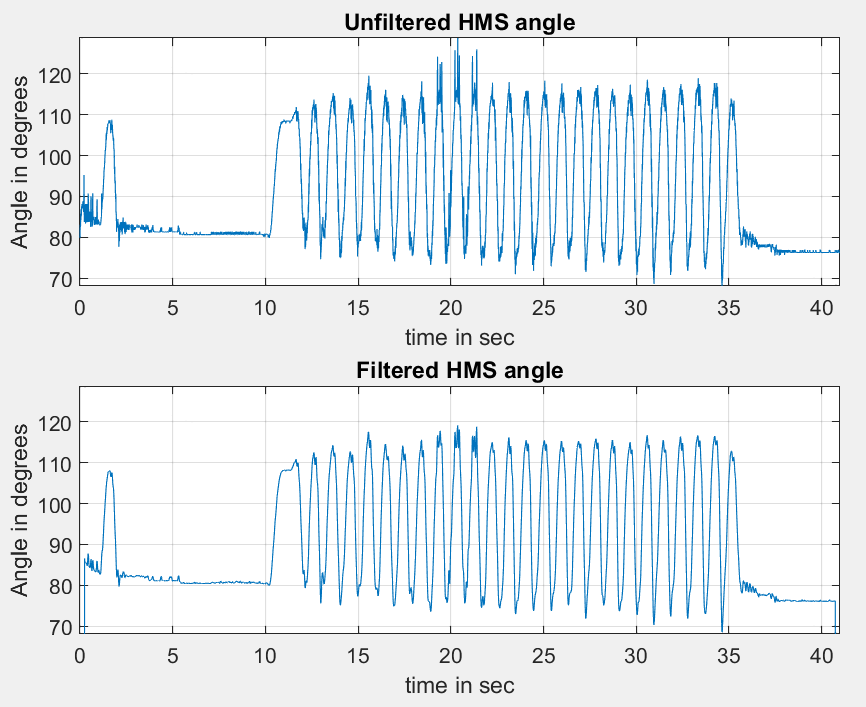 Unfiltered HMS angle
Angle in degrees
120
110
100
90
80
70
0 5 10 15 20 25 30 35 40
time in sec
Filtered HMS angle
Angle in degrees
120
110
100
90
80
70
0 5 10 15 20 25 30 35 40
time in sec